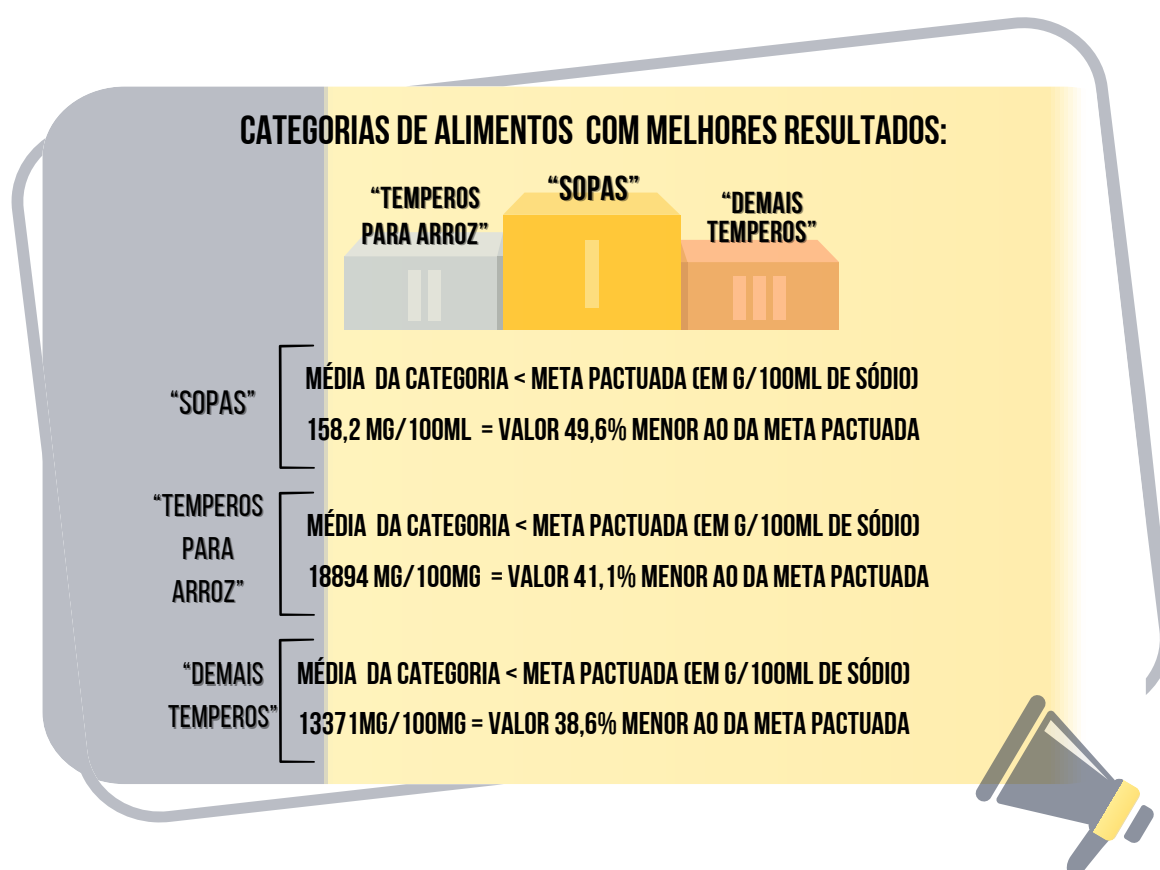 CATEGORIAS DE ALIMENTOS COM MELHORES RESULTADOS:
“SOPAS”
“TEMPEROS
PARA ARROZ”
“DEMAIS
TEMPEROS”
I
II
III
“SOPAS”
MÉDIA DA CATEGORIA < META PACTUADA (EM G/100ML DE SÓDIO)
158,2 MG/100ML = VALOR 49,6% MENOR AO DA META PACTUADA
“TEMPEROS
PARA
ARROZ”
MÉDIA DA CATEGORIA < META PACTUADA (EM G/100ML DE SÓDIO)
18894 MG/100MG = VALOR 41,1% MENOR AO DA META PACTUADA
“DEMAIS
TEMPEROS”
MÉDIA DA CATEGORIA < META PACTUADA (EM G/100ML DE SÓDIO)
13371MG/100MG = VALOR 38,6% MENOR AO DA META PACTUADA